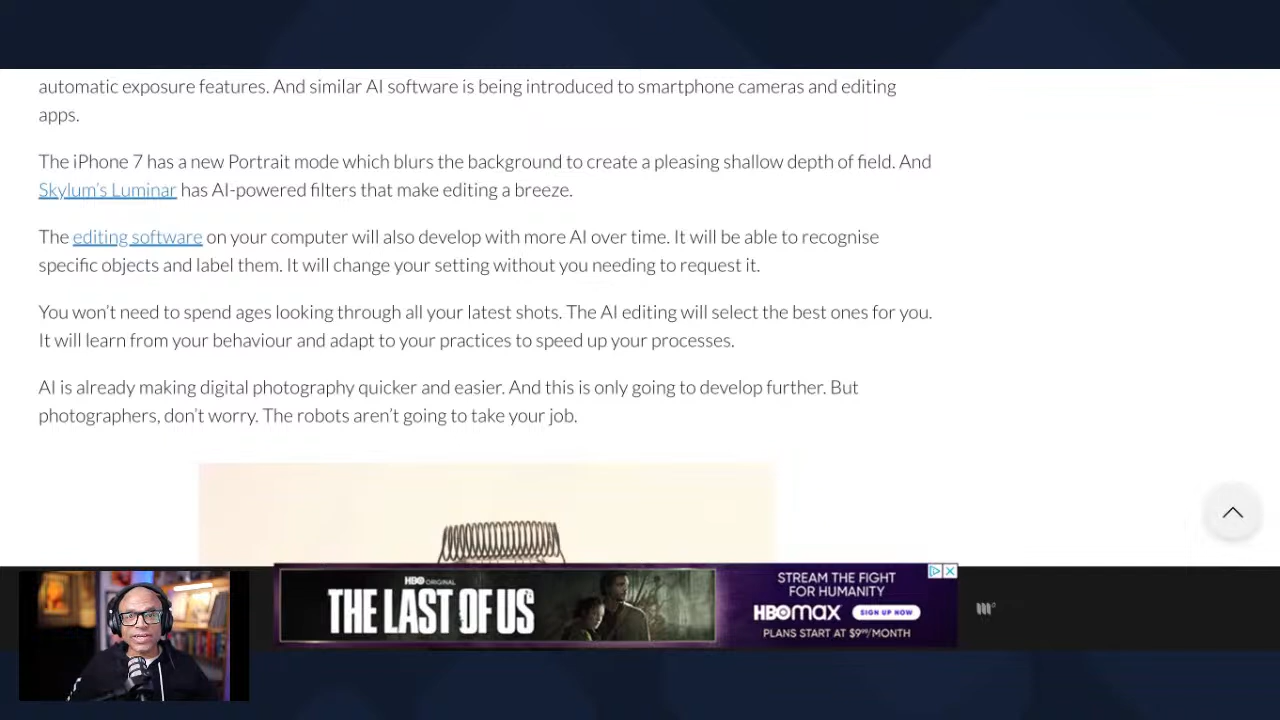 automatic exposure features. And similar AI software is being introduced to smartphone cameras and editing
apps.
The iPhone 7 has a new Portrait mode which blurs the background to create a pleasing shallow depth of field. And
Skylum’s Luminar has AI-powered filters that make editing a breeze.
The editing software on your computer will also develop with more AI over time. It will be able to recognise
specific objects and label them. It will change your setting without you needing to request it.
You won’t need to spend ages looking through all your latest shots. The AI editing will select the best ones for you.
It will learn from your behaviour and adapt to your practices to speed up your processes.
AI is already making digital photography quicker and easier. And this is only going to develop further. But
photographers, don’t worry. The robots aren’t going to take your job.
HBO ORIGINAL
THE LAST OF US
STREAM THE FIGHT
FOR HUMANITY
HBOMAX SIGN UP NOW
PLANS START AT $9.99/MONTH
m